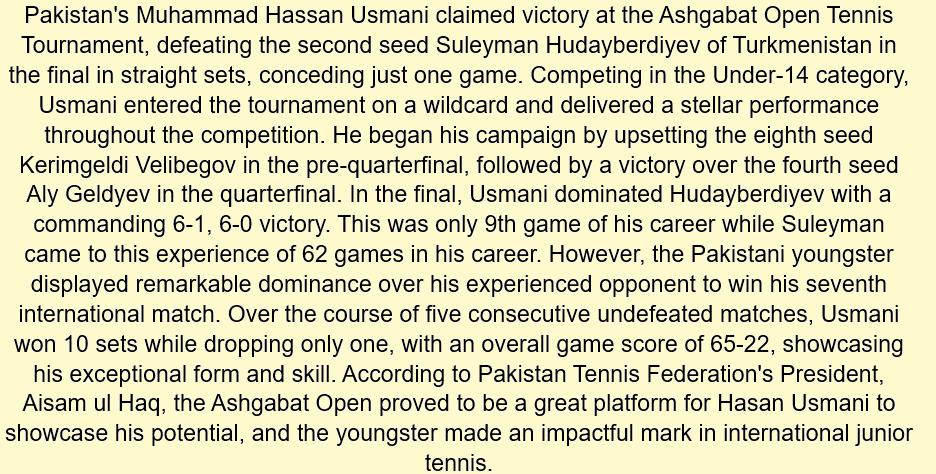 Pakistan's Muhammad Hassan Usmani claimed victory at the Ashgabat Open Tennis
Tournament, defeating the second seed Suleyman Hudayberdiyev of Turkmenistan in
the final in straight sets, conceding just one game. Competing in the Under-14 category,
Usmani entered the tournament on a wildcard and delivered a stellar performance
throughout the competition. He began his campaign by upsetting the eighth seed
Kerimgeldi Velibegov in the pre-quarterfinal, followed by a victory over the fourth seed
Aly Geldyev in the quarterfinal. In the final, Usmani dominated Hudayberdiyev with a
commanding 6-1, 6-0 victory. This was only 9th game of his career while Suleyman
came to this experience of 62 games in his career. However, the Pakistani youngster
displayed remarkable dominance over his experienced opponent to win his seventh
international match. Over the course of five consecutive undefeated matches, Usmani
won 10 sets while dropping only one, with an overall game score of 65-22, showcasing
his exceptional form and skill. According to Pakistan Tennis Federation's President,
Aisam ul Haq, the Ashgabat Open proved to be a great platform for Hasan Usmani to
showcase his potential, and the youngster made an impactful mark in international junior
tennis.